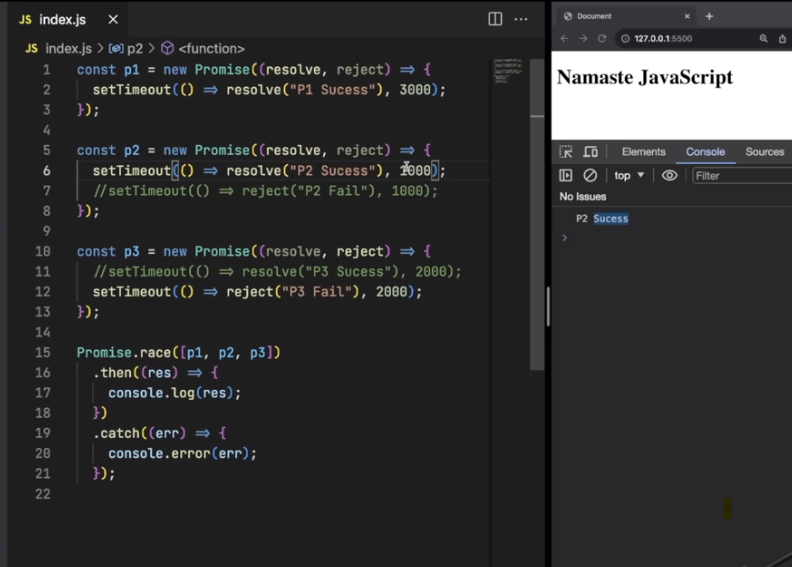 JS index.js
JS index.js > p2 > <function>
1 const p1 = new Promise((resolve, reject) => {
2 setTimeout(() => resolve("P1 Sucess"), 3000);
3 });
4
5 const p2 = new Promise((resolve, reject) => {
6 setTimeout(() => resolve("P2 Sucess"), 1000);
7 //setTimeout(() => reject("P2 Fail"), 1000);
8 });
9
10 const p3 = new Promise((resolve, reject) => {
11 //setTimeout(() => resolve("P3 Sucess"), 2000);
12 setTimeout(() => reject("P3 Fail"), 2000);
13 });
14
15 Promise.race([p1, p2, p3])
16 .then((res) => {
17 console.log(res);
18 })
19 .catch((err) => {
20 console.error(err);
21 });
22
Document
127.0.0.1:5500
Namaste JavaScript
Elements Console Sources
top Filter
No Issues
P2 Sucess